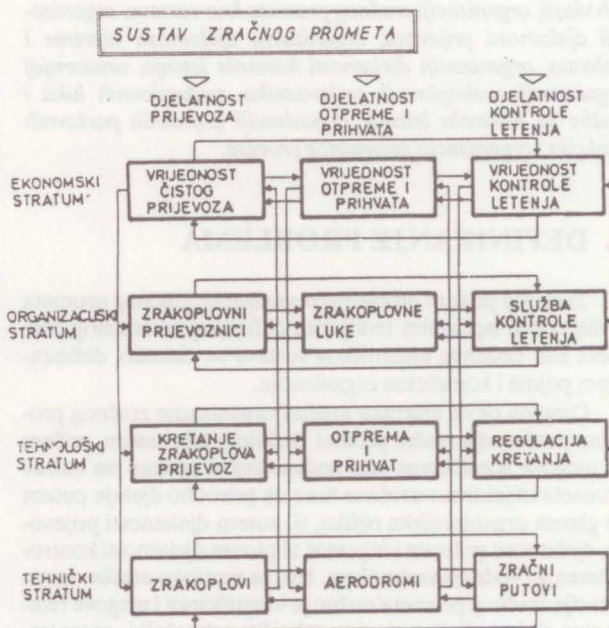 SUSTAV ZRAČNOG PROMETA
DJELATNOST
PRIJEVOZA
DJELATNOST
OTPREME
PRIHVATA
DJELATNOST
KONTROLE
LETENJA
EKONOMSKI
STRATUM
VRIJEDNOST
ČISTOG
PRIJEVOZA
VRIJEDNOST
OTPREME I
PRIHVATA
VRIJEDNOST
KONTROLE
LETENJA
ORGANIZACIJSKI
STRATUM
ZRAKOPLOVNI
PRIJEVOZNICI
ZRAKOPLOVNE
LUKE
SLUŽBA
KONTROLE
LETENJA
TEHNOLOŠKI
STRATUM
KRETANJE
ZRAKOPLOVA
PRIJEVOZ
OTPREMA
I
PRIHVAT
REGULACIJA
KRETANJA
TEHNIČKI
STRATUM
ZRAKOPLOVI
AERODROMI
ZRAČNI
PUTOVI